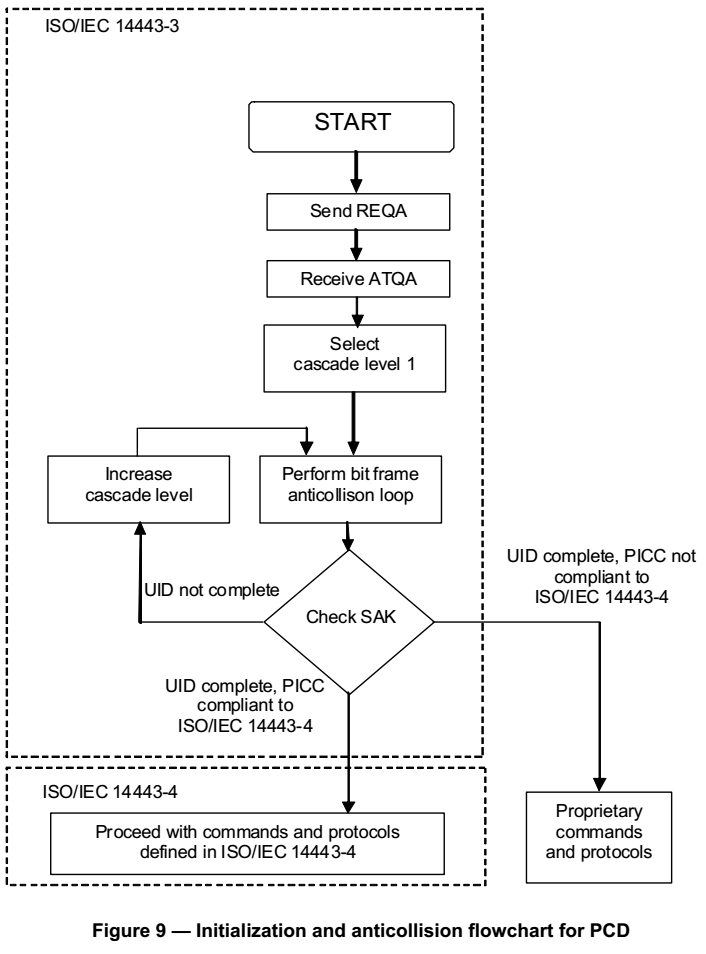 ISO/IEC 14443-3
START
Send REQA
Receive ATQA
Select
cascade level 1
Increase
cascade level
Perform bit frame
anticollison loop
UID not complete
Check SAK
UID complete, PICC not
compliant to
ISO/IEC 14443-4
UID complete, PICC
compliant to
ISO/IEC 14443-4
ISO/IEC 14443-4
Proceed with commands and protocols
defined in ISO/IEC 14443-4
Proprietary
commands
and protocols
Figure 9 — Initialization and anticollision flowchart for PCD